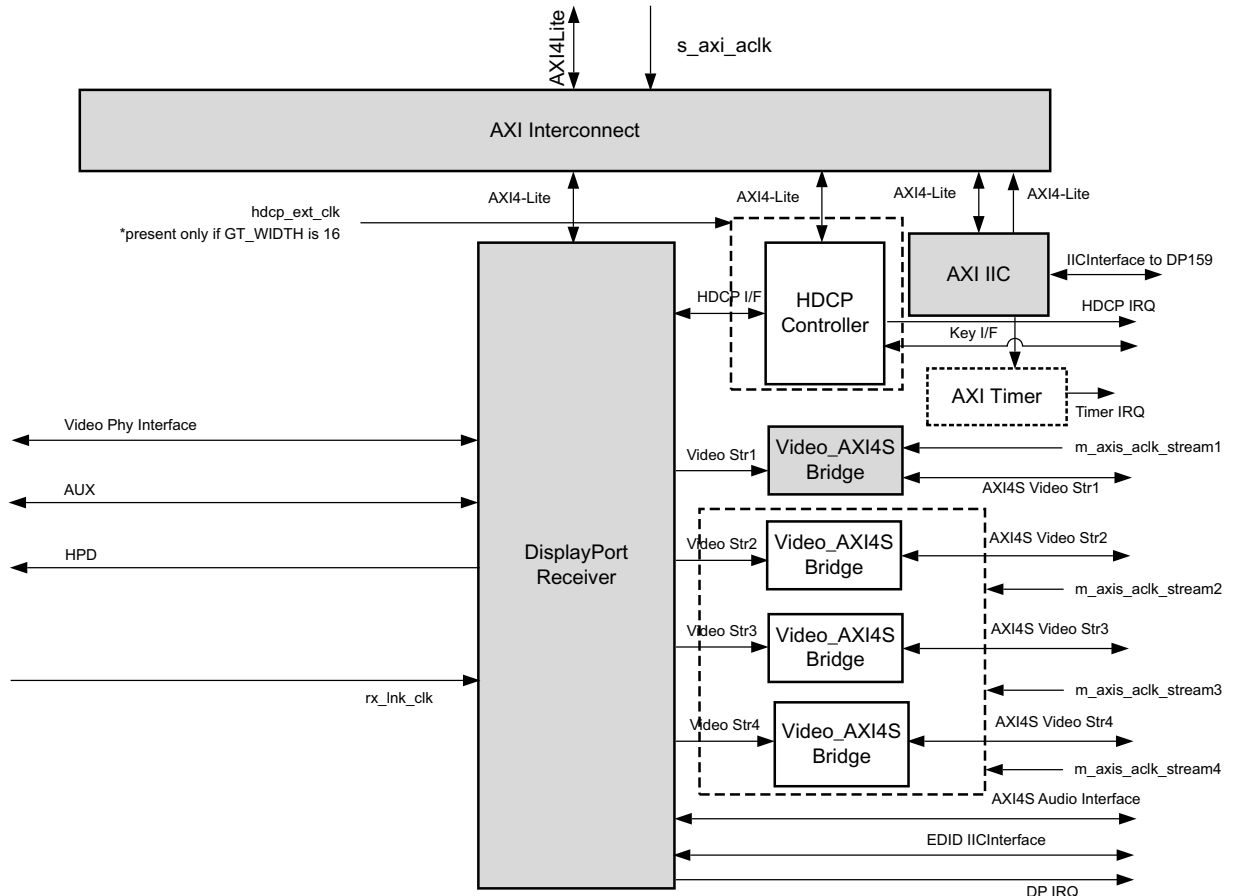 AXI4Lite
s_axi_aclk
AXI Interconnect
AXI4-Lite
AXI4-Lite
AXI4-Lite
AXI4-Lite
hdcp_ext_clk
*present only if GT_WIDTH is 16
HDCP I/F
HDCP
Controller
AXI IIC
IICInterface to DP159
HDCP IRQ
Key I/F
AXI Timer
Timer IRQ
Video Phy Interface
AUX
HPD
rx_lnk_clk
DisplayPort
Receiver
Video Str1
Video_AXI4S
Bridge
m_axis_aclk_stream1
AXI4S Video Str1
Video Str2
Video_AXI4S
Bridge
AXI4S Video Str2
m_axis_aclk_stream2
Video Str3
Video_AXI4S
Bridge
AXI4S Video Str3
m_axis_aclk_stream3
Video Str4
Video_AXI4S
Bridge
AXI4S Video Str4
m_axis_aclk_stream4
AXI4S Audio Interface
EDID IICInterface
DP IRQ